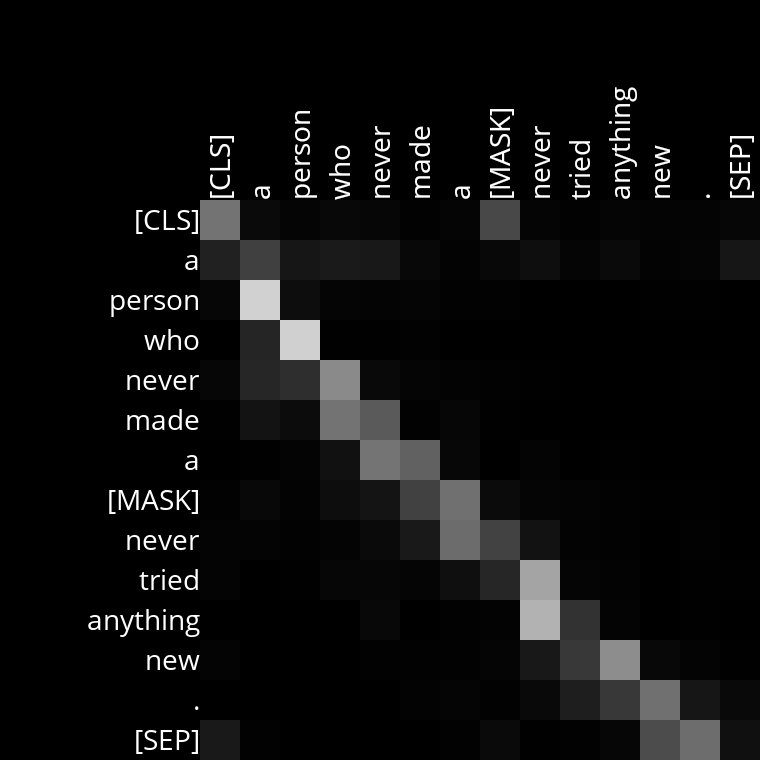 [CLS] a person who never made a [MASK] never tried anything new . [SEP]
[CLS]
a
person
who
never
made
a
[MASK]
never
tried
anything
new
.
[SEP]